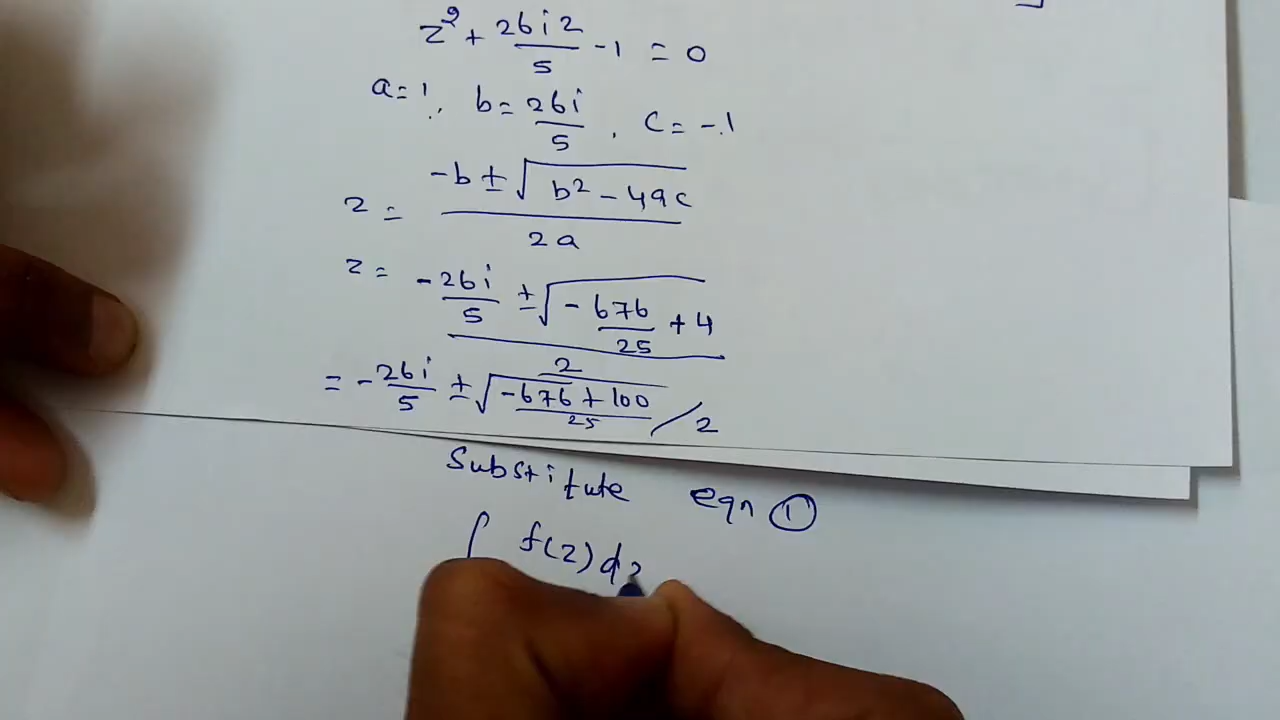 z² + 26iz/5 - 1 = 0
a=1, b=26i/5, c=-1
z = -b±√b²-4ac / 2a
z = -26i/5 ±√-676/25 + 4 / 2
= -26i/5 ± √-676+100/25 / 2
Substitute eqn ①
∫ f(z) dz